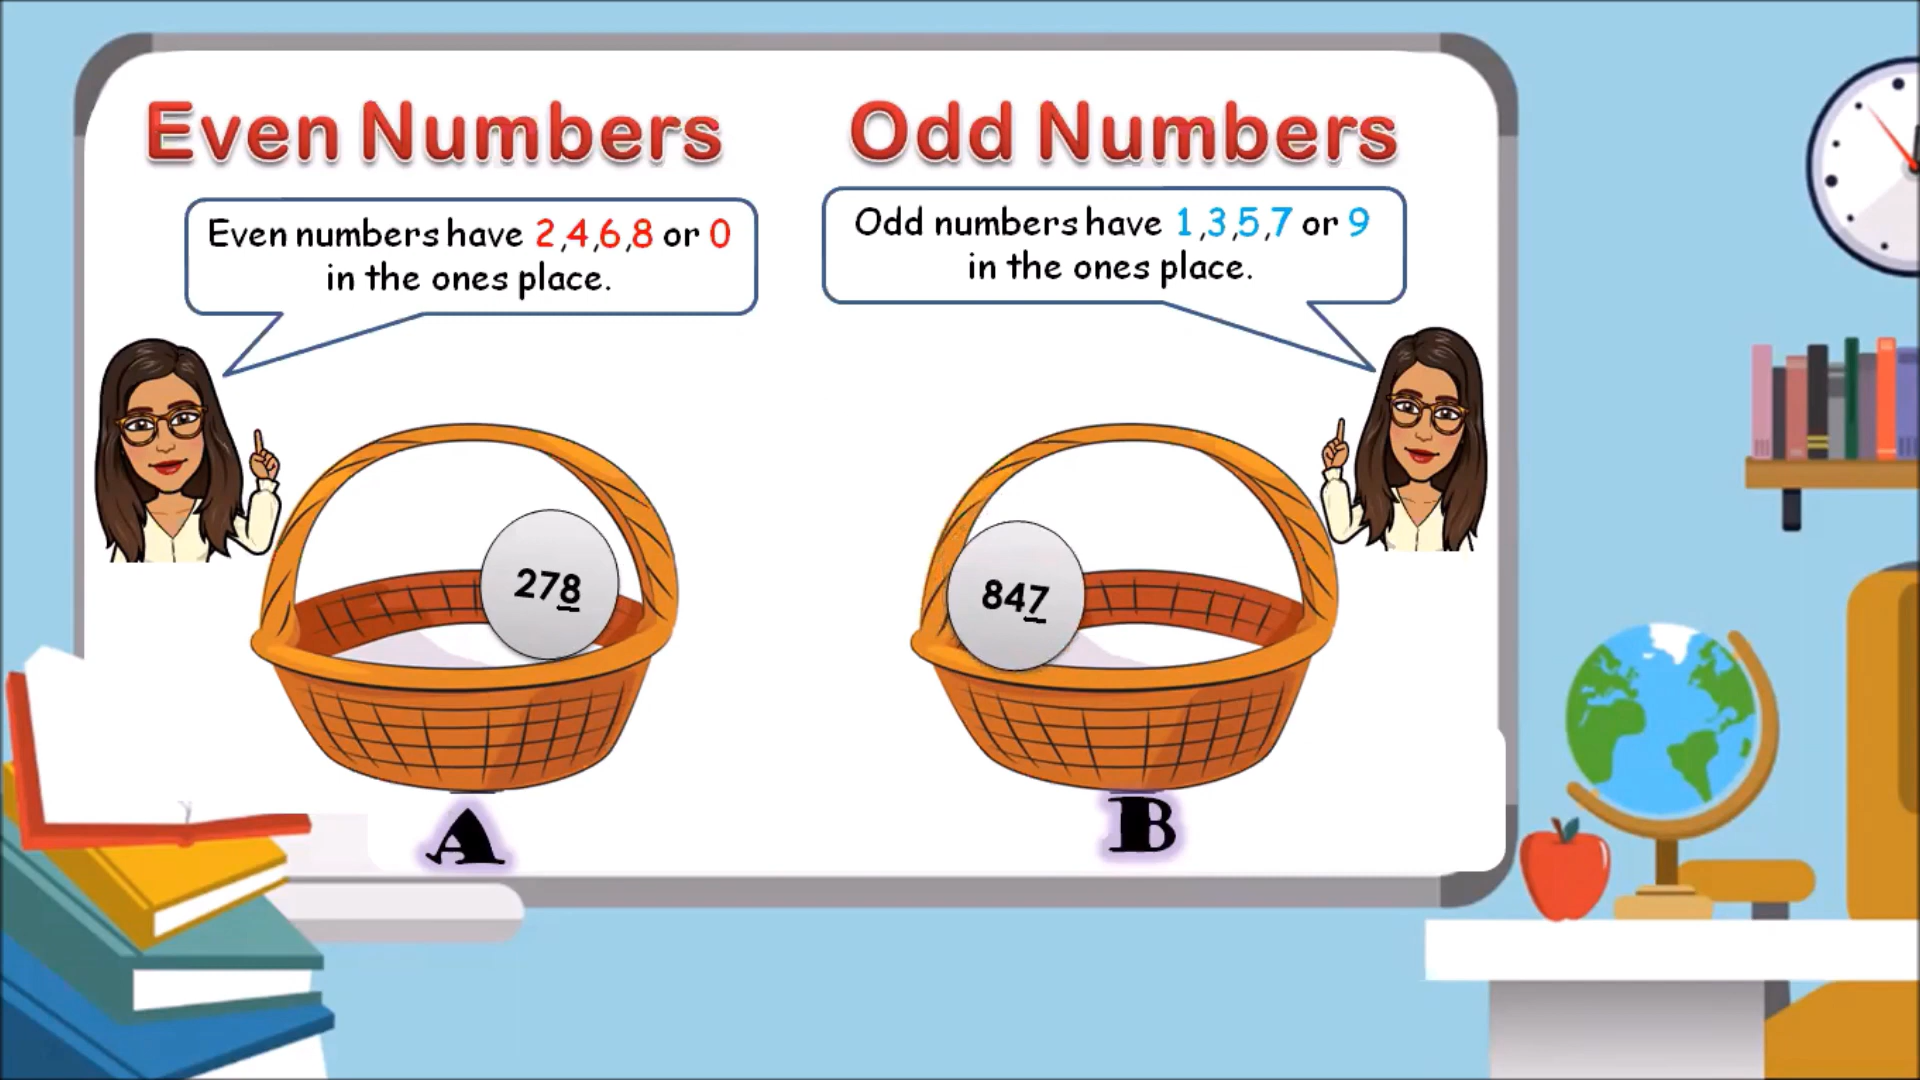 Even Numbers
Even numbers have 2,4,6,8 or 0
in the ones place.
278
A
Odd Numbers
Odd numbers have 1,3,5,7 or 9
in the ones place.
847
B